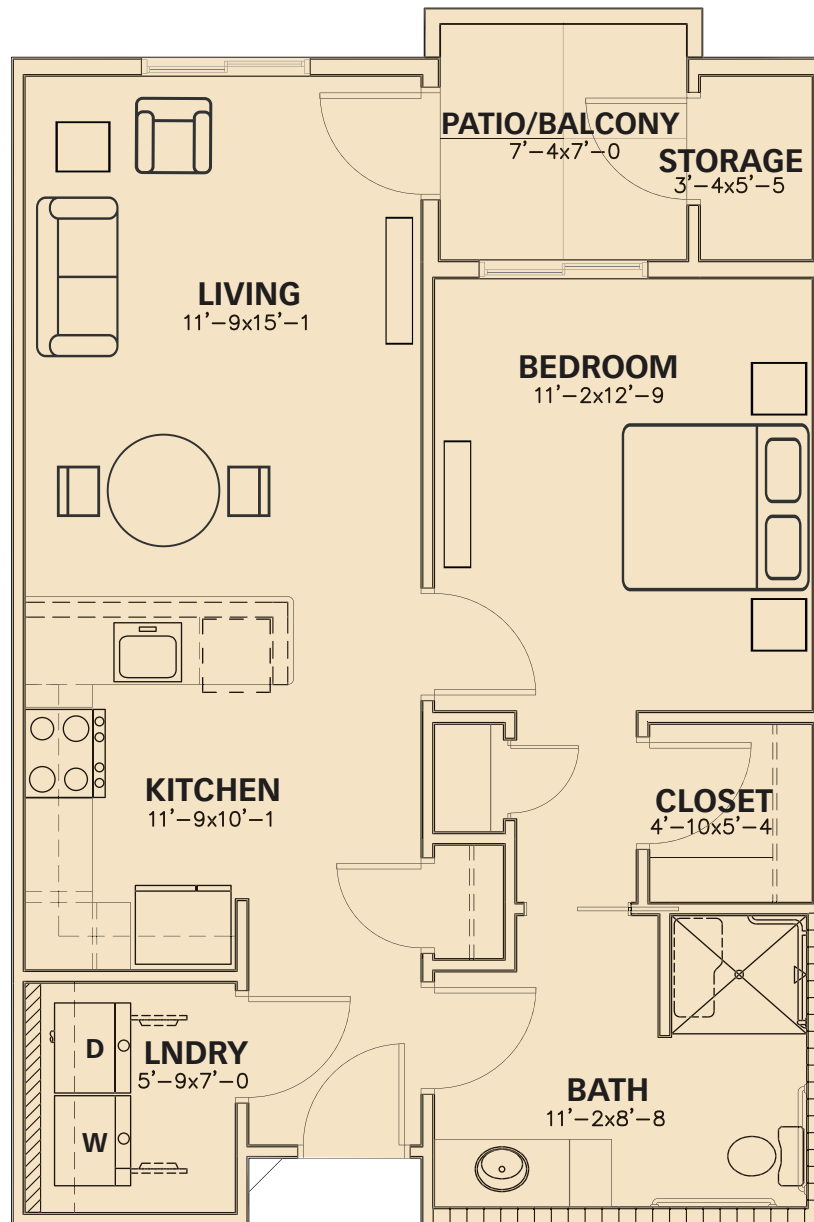 PATIO/BALCONY
7’-4x7’-0
STORAGE
3’-4x5’-5
LIVING
11’-9x15’-1
BEDROOM
11’-2x12’-9
KITCHEN
11’-9x10’-1
CLOSET
4’-10x5’-4
D
LNDRY
5’-9x7’-0
W
BATH
11’-2x8’-8